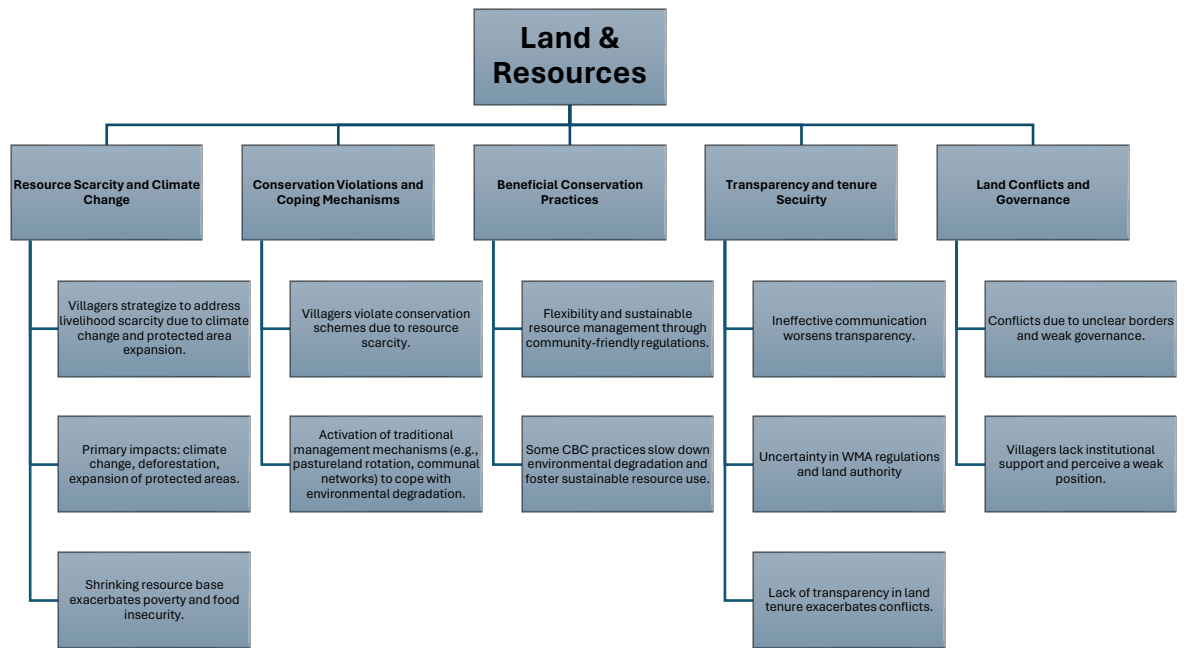 Land &
Resources
Resource Scarcity and Climate
Change
Villagers strategize to address
livelihood scarcity due to climate
change and protected area
expansion.
Primary impacts: climate
change, deforestation,
expansion of protected areas.
Shrinking resource base
exacerbates poverty and food
insecurity.
Conservation Violations and
Coping Mechanisms
Villagers violate conservation
schemes due to resource
scarcity.
Activation of traditional
management mechanisms (e.g.,
pastureland rotation, communal
networks) to cope with
environmental degradation.
Beneficial Conservation
Practices
Flexibility and sustainable
resource management through
community-friendly regulations.
Some CBC practices slow down
environmental degradation and
foster sustainable resource use.
Transparency and tenure
Secuirty
Ineffective communication
worsens transparency.
Uncertainty in WMA regulations
and land authority
Lack of transparency in land
tenure exacerbates conflicts.
Land Conflicts and
Governance
Conflicts due to unclear borders
and weak governance.
Villagers lack institutional
support and perceive a weak
position.